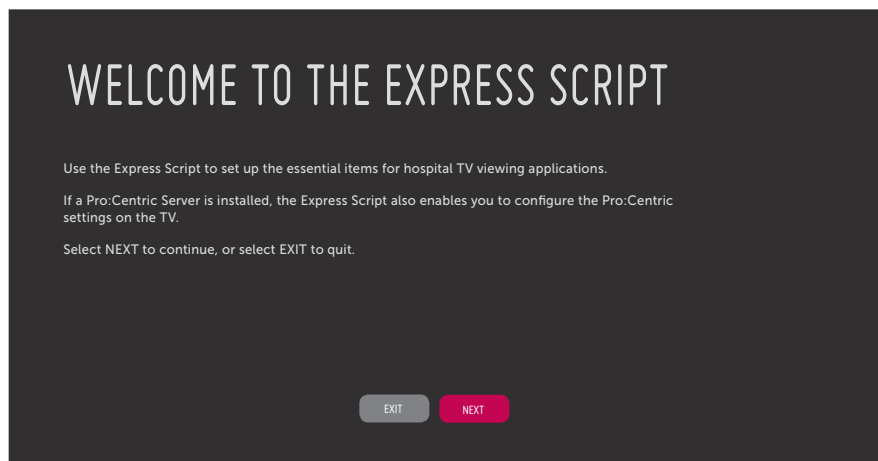 WELCOME TO THE EXPRESS SCRIPT
Use the Express Script to set up the essential items for hospital TV viewing applications.
If a Pro:Centric Server is installed, the Express Script also enables you to configure the Pro:Centric
settings on the TV.
Select NEXT to continue, or select EXIT to quit.
EXIT NEXT